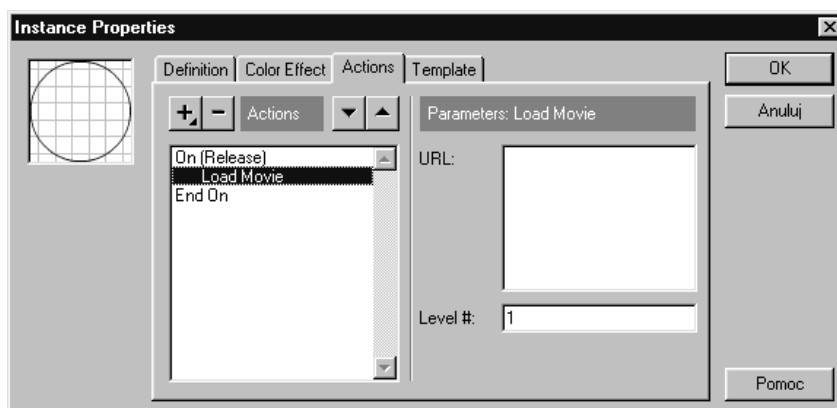 Instance Properties
Definition Color Effect Actions Template
OK
Actions
Parameters: Load Movie
Anuluj
On (Release)
Load Movie
End On
URL:
Level #: 1
Pomoc